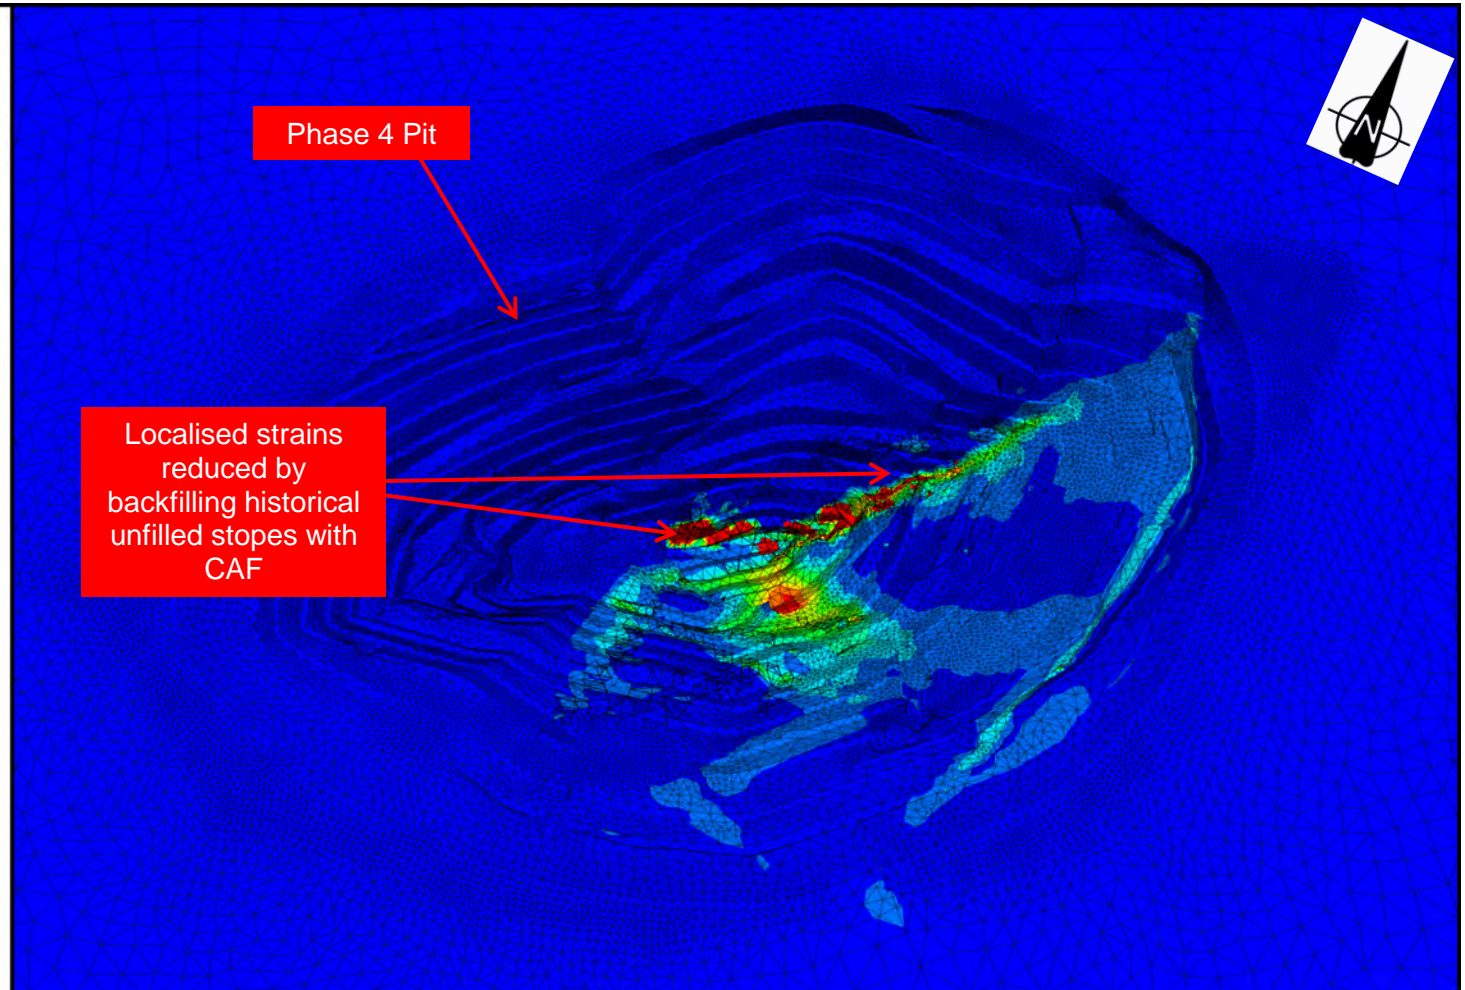 Phase 4 Pit
N
Localised strains
reduced by
backfilling historical
unfilled stopes with
CAF